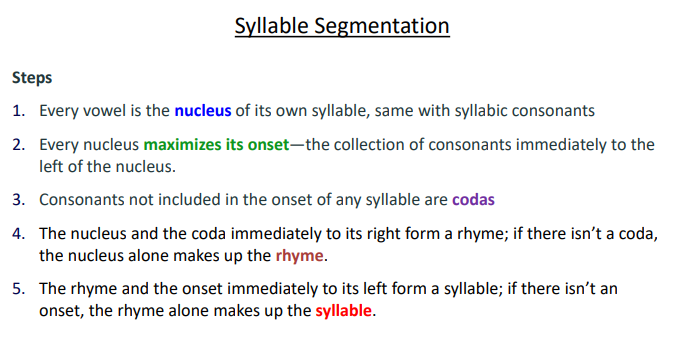 Syllable Segmentation
Steps
1. Every vowel is the nucleus of its own syllable, same with syllabic consonants
2. Every nucleus maximizes its onset—the collection of consonants immediately to the
left of the nucleus.
3. Consonants not included in the onset of any syllable are codas
4. The nucleus and the coda immediately to its right form a rhyme; if there isn’t a coda,
the nucleus alone makes up the rhyme.
5. The rhyme and the onset immediately to its left form a syllable; if there isn’t an
onset, the rhyme alone makes up the syllable.